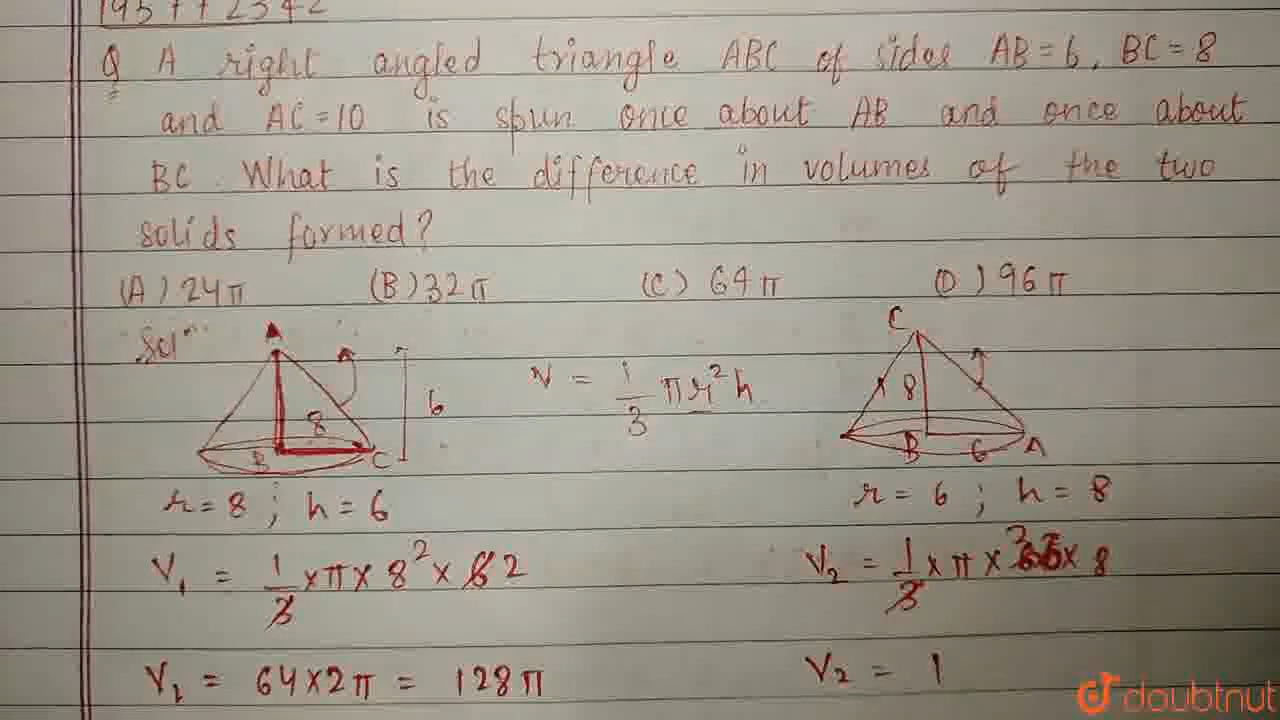 195772342
Q A right angled triangle ABC of sides AB = 6, BC = 8
and AC = 10 is spun once about AB and once about
BC. What is the difference in volumes of the two
solids formed?
(A) 24π (B) 32π (C) 64π (D) 96π
Solⁿ
A
8
B C
6
V = 1/3 πr²h
C
8
B 6 A
r = 8 ; h = 6
r = 6 ; h = 8
V₁ = 1/3 × π × 8² × 6 2
V₂ = 1/3 × π × × 8
V₁ = 64×2π = 128π
V₂ = 1
doubtnut